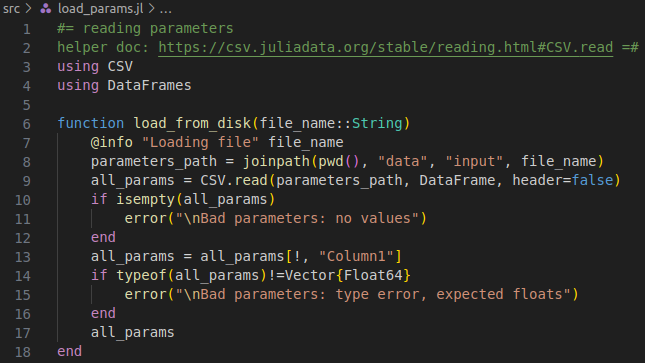 src > load_params.jl > ...
1 #= reading parameters
2 helper doc: https://csv.juliadata.org/stable/reading.html#CSV.read =#
3 using CSV
4 using DataFrames
5
6 function load_from_disk(file_name::String)
7     @info "Loading file" file_name
8     parameters_path = joinpath(pwd(), "data", "input", file_name)
9     all_params = CSV.read(parameters_path, DataFrame, header=false)
10     if isempty(all_params)
11         error("\nBad parameters: no values")
12     end
13     all_params = all_params[!, "Column1"]
14     if typeof(all_params)!=Vector{Float64}
15         error("\nBad parameters: type error, expected floats")
16     end
17     all_params
18 end